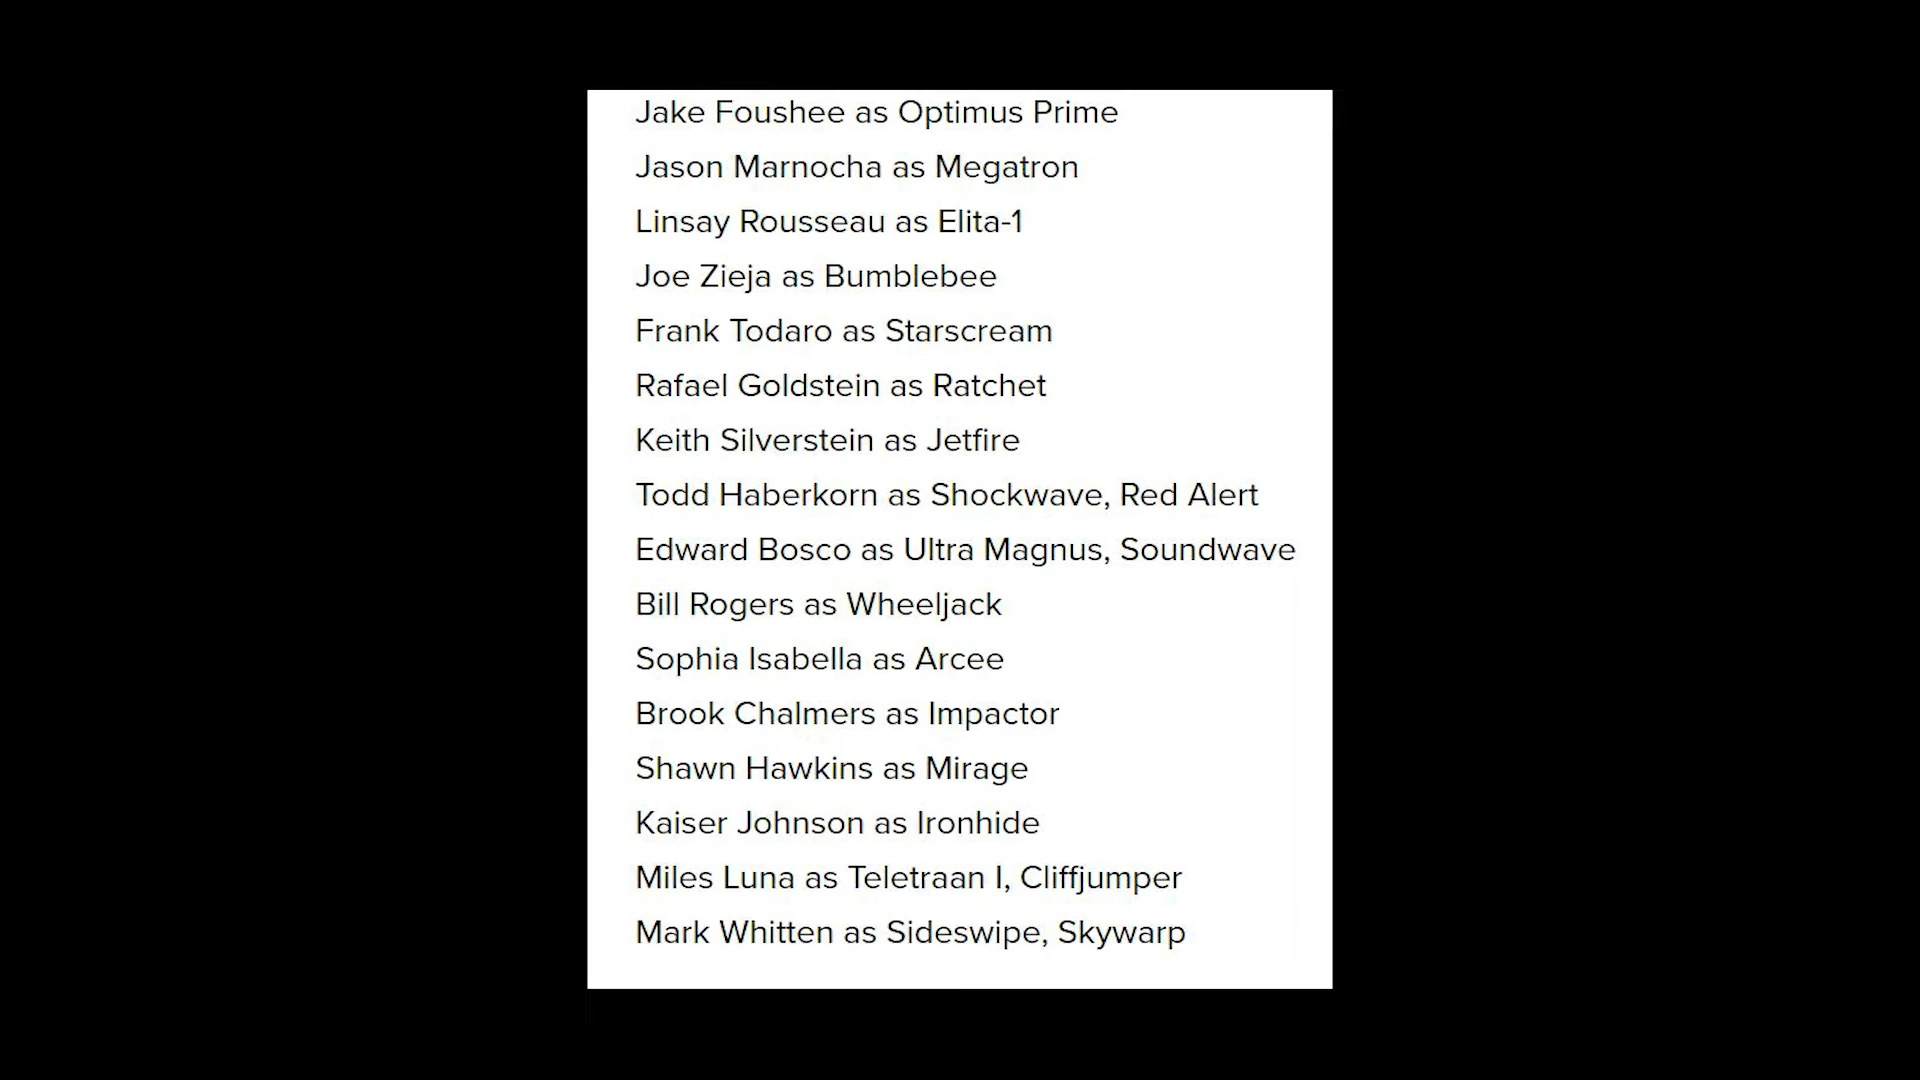 Jake Foushee as Optimus Prime
Jason Marnocha as Megatron
Linsay Rousseau as Elita-1
Joe Zieja as Bumblebee
Frank Todaro as Starscream
Rafael Goldstein as Ratchet
Keith Silverstein as Jetfire
Todd Haberkorn as Shockwave, Red Alert
Edward Bosco as Ultra Magnus, Soundwave
Bill Rogers as Wheeljack
Sophia Isabella as Arcee
Brook Chalmers as Impactor
Shawn Hawkins as Mirage
Kaiser Johnson as Ironhide
Miles Luna as Teletraan I, Cliffjumper
Mark Whitten as Sideswipe, Skywarp